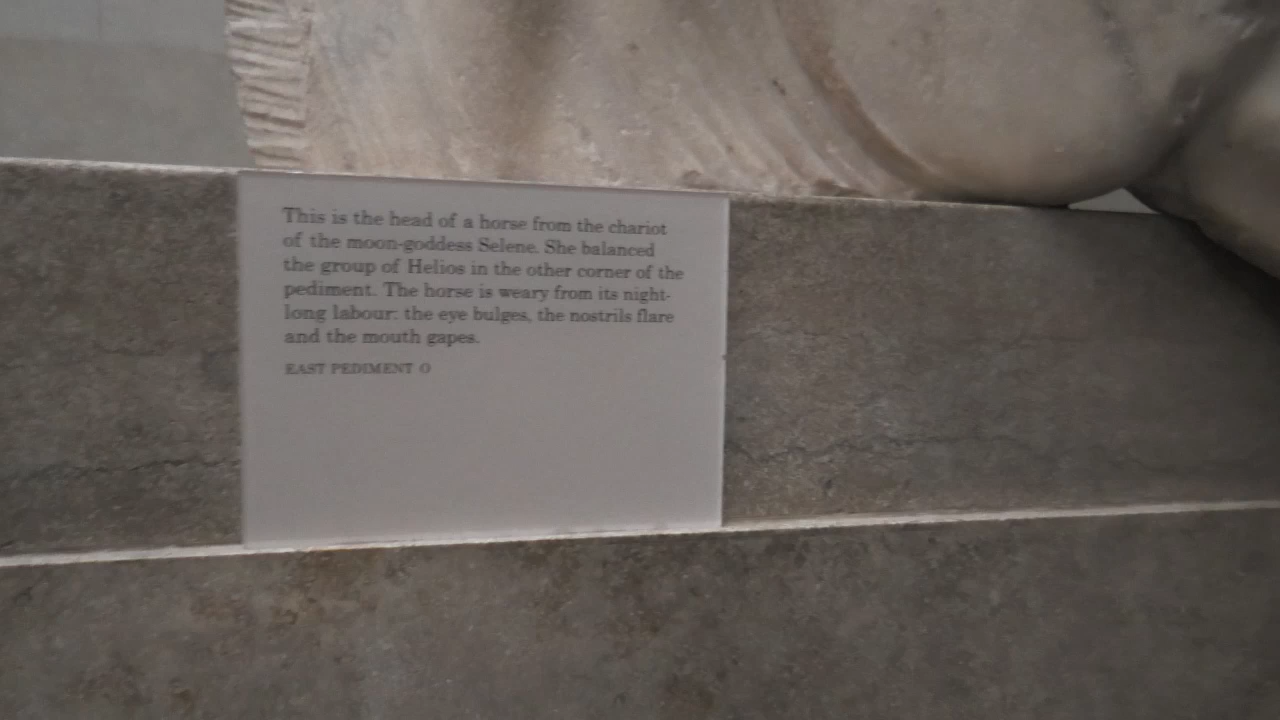 This is the head of a horse from the chariot
of the moon-goddess Selene. She balanced
the group of Helios in the other corner of the
pediment. The horse is weary from its night-
long labour: the eye bulges, the nostrils flare
and the mouth gapes.
EAST PEDIMENT O